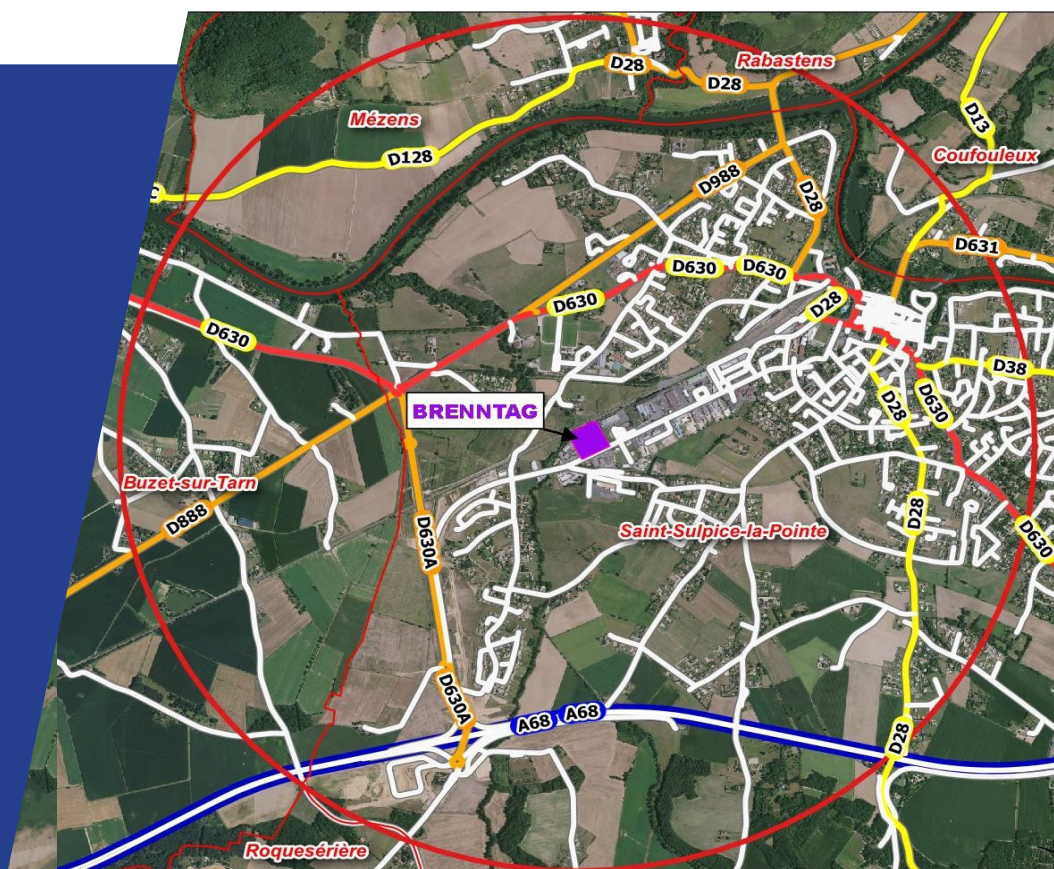 D28
Rabastens
D28
Mézens
D13
D128
Coufouleux
D988
D28
C
D631
D630
D630
D630
D28
D630
D38
D28
D630
BRENNTAG
Buzet-sur-Tarn
D888
D630A
Saint-Sulpice-la-Pointe
D28
D630
D630A
A68
A68
D28
Roquesérière